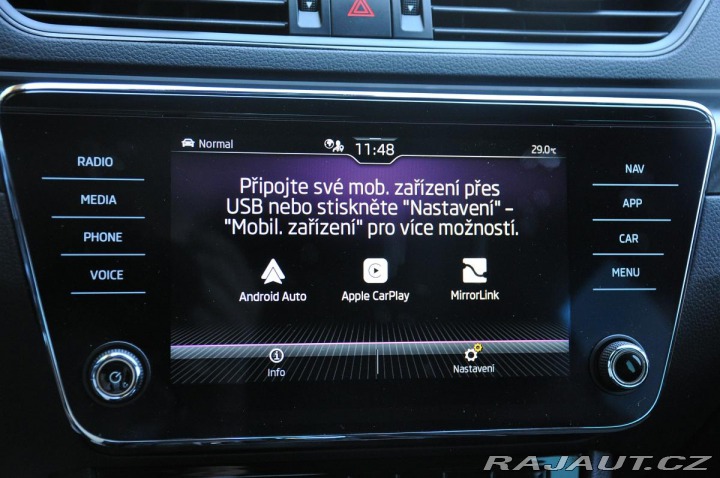 Normal 11:48 29.0°C
RADIO
MEDIA
PHONE
VOICE
Připojte své mob. zařízení přes
USB nebo stiskněte "Nastavení" –
"Mobil. zařízení" pro více možností.
Android Auto Apple CarPlay MirrorLink
Info Nastavení
NAV
APP
CAR
MENU
RAJAUT.CZ